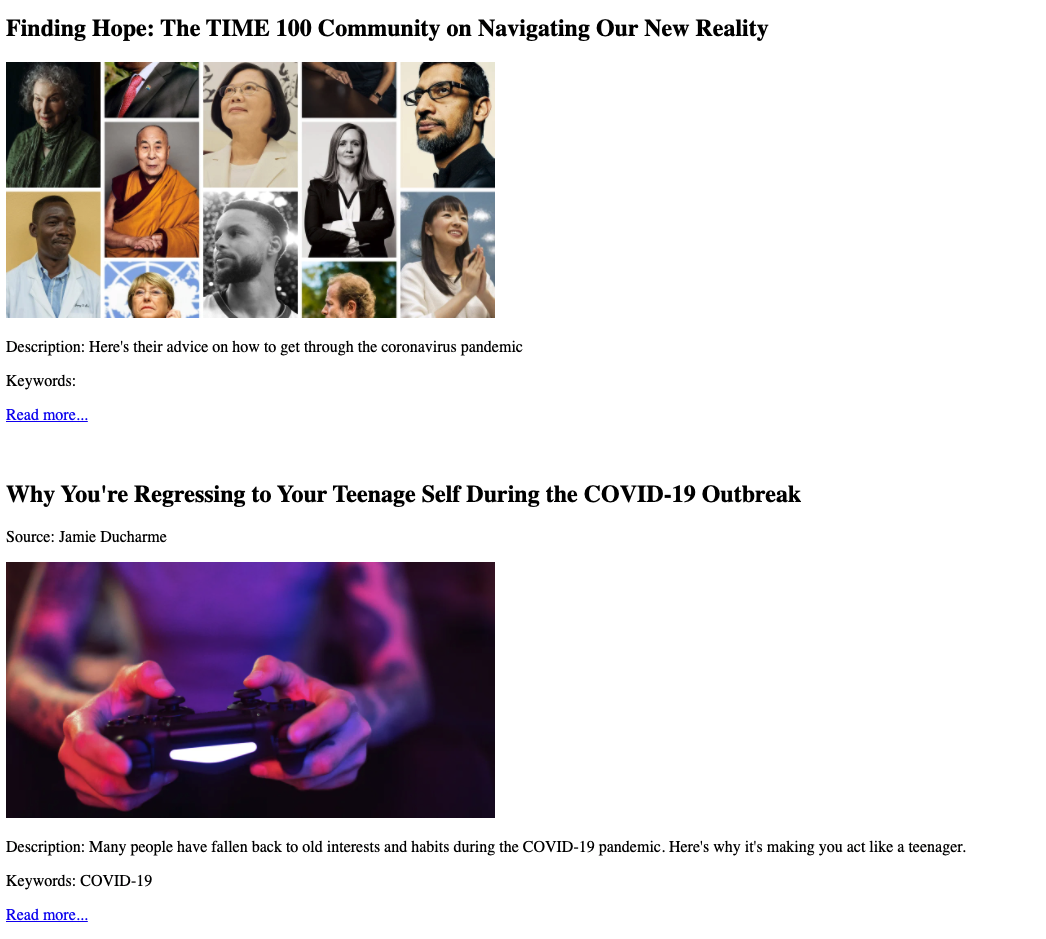 Finding Hope: The TIME 100 Community on Navigating Our New Reality
Description: Here's their advice on how to get through the coronavirus pandemic
Keywords:
Read more...
Why You're Regressing to Your Teenage Self During the COVID-19 Outbreak
Source: Jamie Ducharme
Description: Many people have fallen back to old interests and habits during the COVID-19 pandemic. Here's why it's making you act like a teenager.
Keywords: COVID-19
Read more...